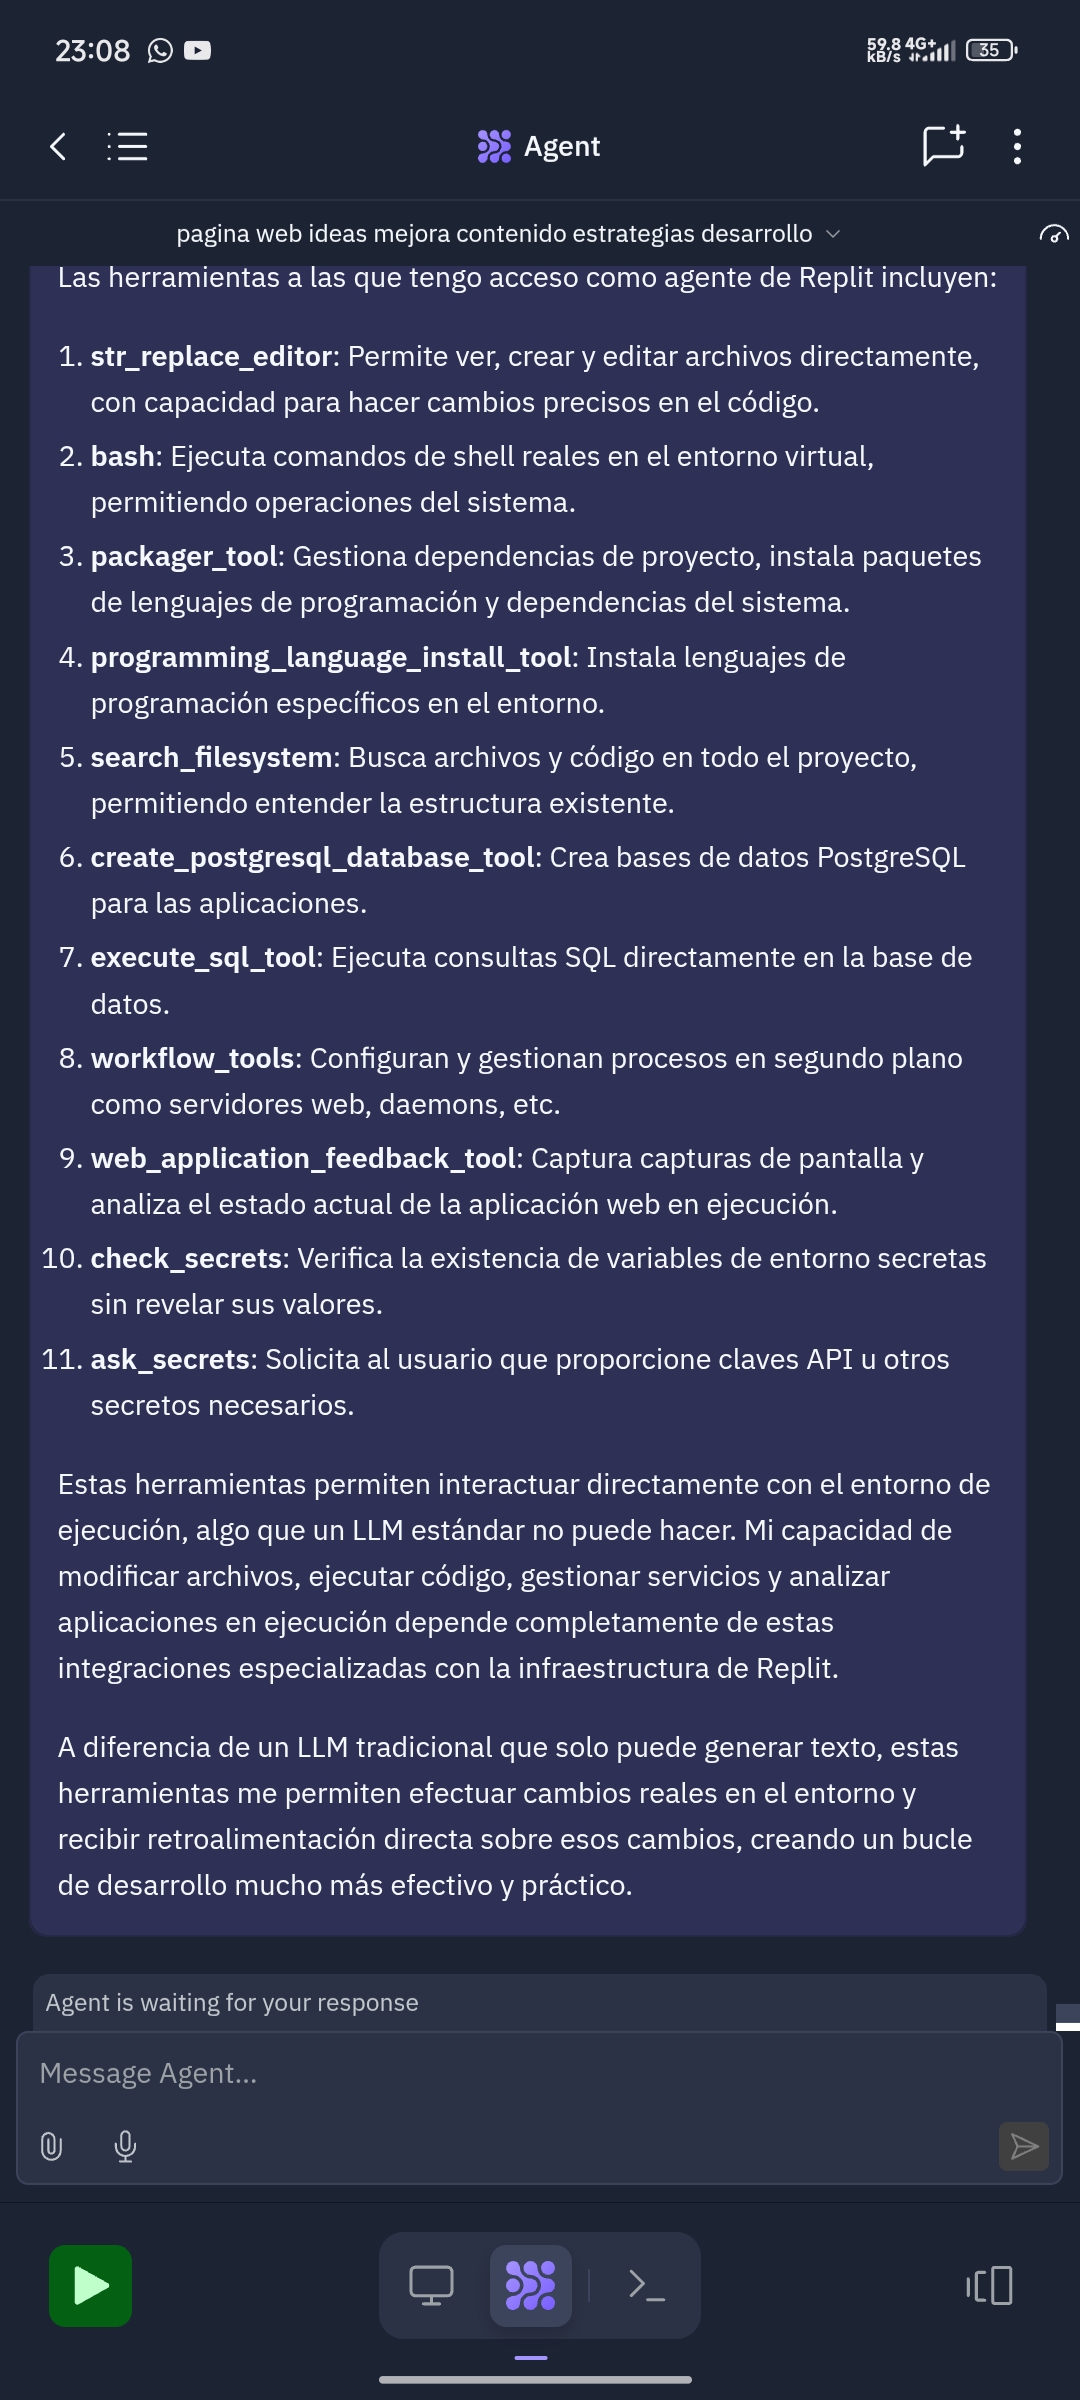 23:08
59.8 4G+
kB/s
35
Agent
pagina web ideas mejora contenido estrategias desarrollo
Las herramientas a las que tengo acceso como agente de Replit incluyen:
1. str_replace_editor: Permite ver, crear y editar archivos directamente,
con capacidad para hacer cambios precisos en el código.
2. bash: Ejecuta comandos de shell reales en el entorno virtual,
permitiendo operaciones del sistema.
3. packager_tool: Gestiona dependencias de proyecto, instala paquetes
de lenguajes de programación y dependencias del sistema.
4. programming_language_install_tool: Instala lenguajes de
programación específicos en el entorno.
5. search_filesystem: Busca archivos y código en todo el proyecto,
permitiendo entender la estructura existente.
6. create_postgresql_database_tool: Crea bases de datos PostgreSQL
para las aplicaciones.
7. execute_sql_tool: Ejecuta consultas SQL directamente en la base de
datos.
8. workflow_tools: Configuran y gestionan procesos en segundo plano
como servidores web, daemons, etc.
9. web_application_feedback_tool: Captura capturas de pantalla y
analiza el estado actual de la aplicación web en ejecución.
10. check_secrets: Verifica la existencia de variables de entorno secretas
sin revelar sus valores.
11. ask_secrets: Solicita al usuario que proporcione claves API u otros
secretos necesarios.
Estas herramientas permiten interactuar directamente con el entorno de
ejecución, algo que un LLM estándar no puede hacer. Mi capacidad de
modificar archivos, ejecutar código, gestionar servicios y analizar
aplicaciones en ejecución depende completamente de estas
integraciones especializadas con la infraestructura de Replit.
A diferencia de un LLM tradicional que solo puede generar texto, estas
herramientas me permiten efectuar cambios reales en el entorno y
recibir retroalimentación directa sobre esos cambios, creando un bucle
de desarrollo mucho más efectivo y práctico.
Agent is waiting for your response
Message Agent...